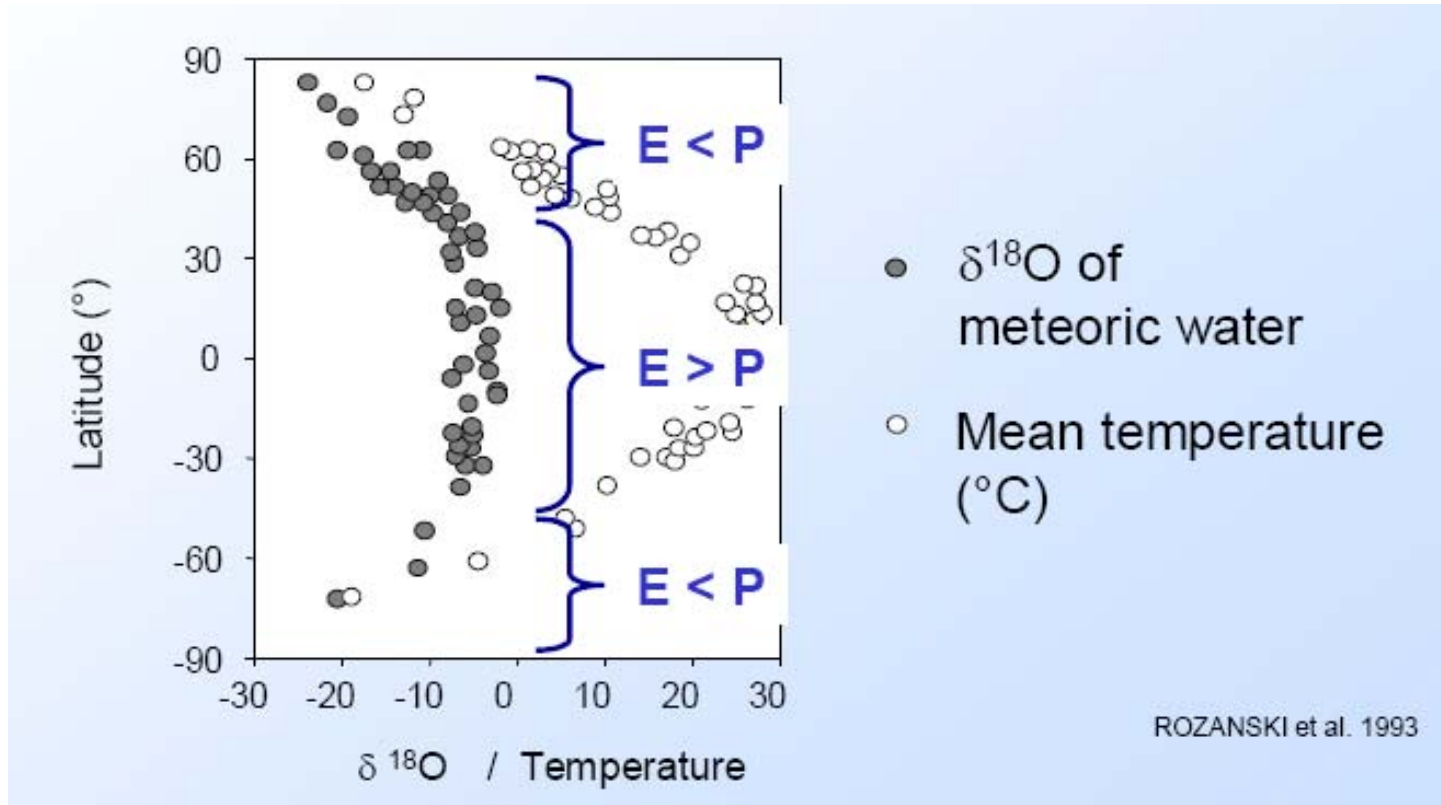 90
60
30
0
-30
-60
-90
Latitude (°)
-30 -20 -10 0 10 20 30
δ ¹⁸O / Temperature
E < P
E > P
E < P
δ¹⁸O of
meteoric water
Mean temperature
(°C)
ROZANSKI et al. 1993